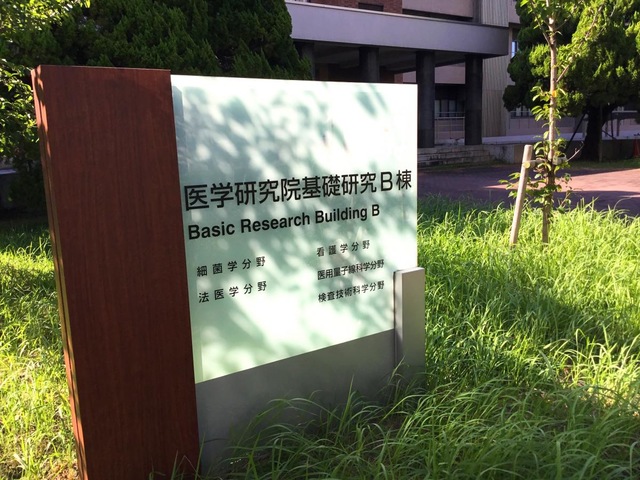 医学研究院基礎研究B棟
Basic Research Building B
細菌学分野
法医学分野
看護学分野
医用量子線科学分野
検査技術科学分野